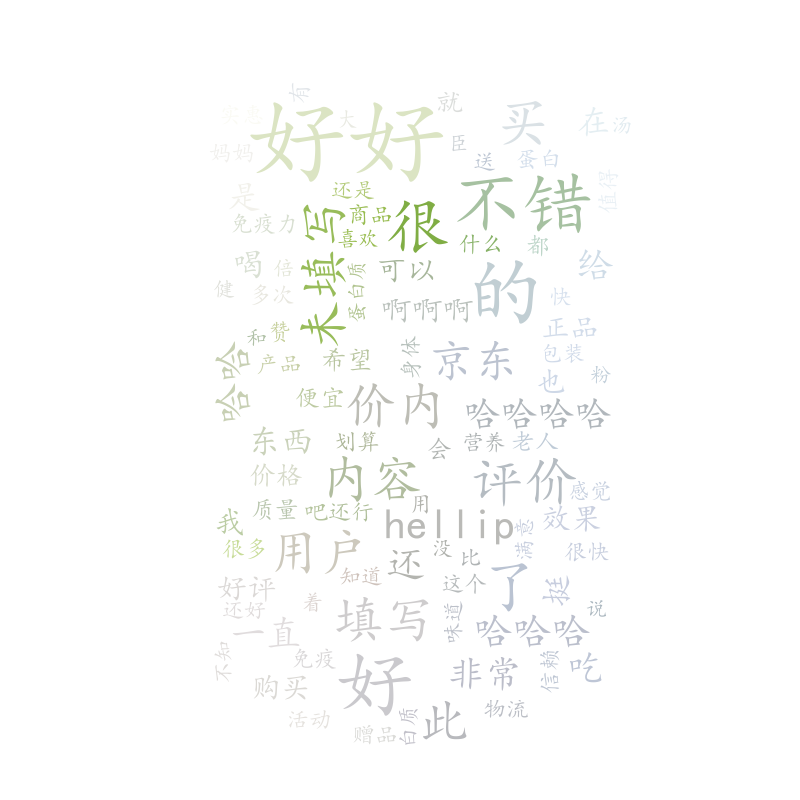 有
就
好好
大
买
在
汤
臣
妈妈
送
蛋白
是
还是
不错
值得
免疫力
未填写
商品
喜欢
很
什么
都
喝
倍
蛋白质
可以
的
给
健
多次
啊啊啊
快
和
赞
正品
哈哈
产品
希望
身体
京东
包装
也
粉
便宜
价内
哈哈哈哈
东西
划算
会
营养
老人
价格
内容
评价
感觉
我
质量
吧还行
用
hellip
满意
效果
很多
用户
还
没
比
很快
好评
知道
这个
了
挺
还好
着
填写
味道
哈哈哈
说
一直
不知
免疫
好
非常
信赖
吃
购买
活动
赠品
白质
此
物流